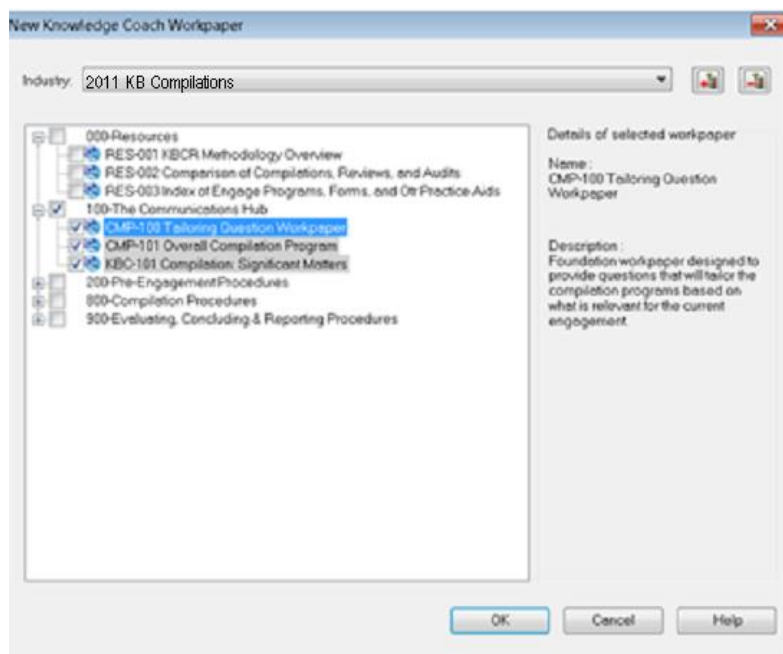 New Knowledge Coach Workpaper
Industry: 2011 KB Compilations
000-Resources
RES-001 KBCR Methodology Overview
RES-002 Comparison of Compilations, Reviews, and Audits
RES-003 Index of Engage Programs, Forms, and Otr Practice Aids
100-The Communications Hub
CMP-100 Tailoring Question Workpaper
CMP-101 Overall Compilation Program
KBC-101 Compilation: Significant Matters
200-Pre-Engagement Procedures
800-Compilation Procedures
900-Evaluating, Concluding & Reporting Procedures
Details of selected workpaper
Name :
CMP-100 Tailoring Question
Workpaper
Description :
Foundation workpaper designed to
provide questions that will tailor the
compilation programs based on
what is relevant for the current
engagement
OK
Cancel
Help